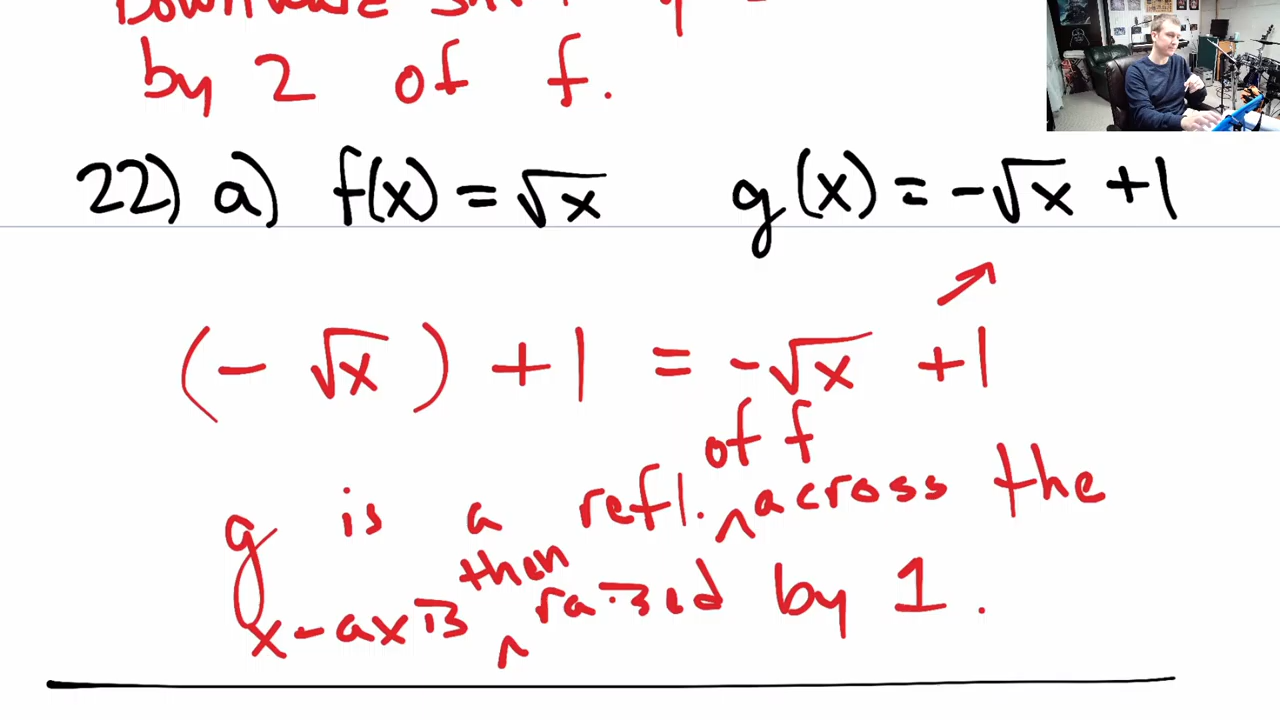 by 2 of f.
22) a) f(x) = √x g(x) = -√x +1
(- √x ) +1 = -√x +1
of f
g is a refl. ^ across the
then
x-axis ^ raised by 1.